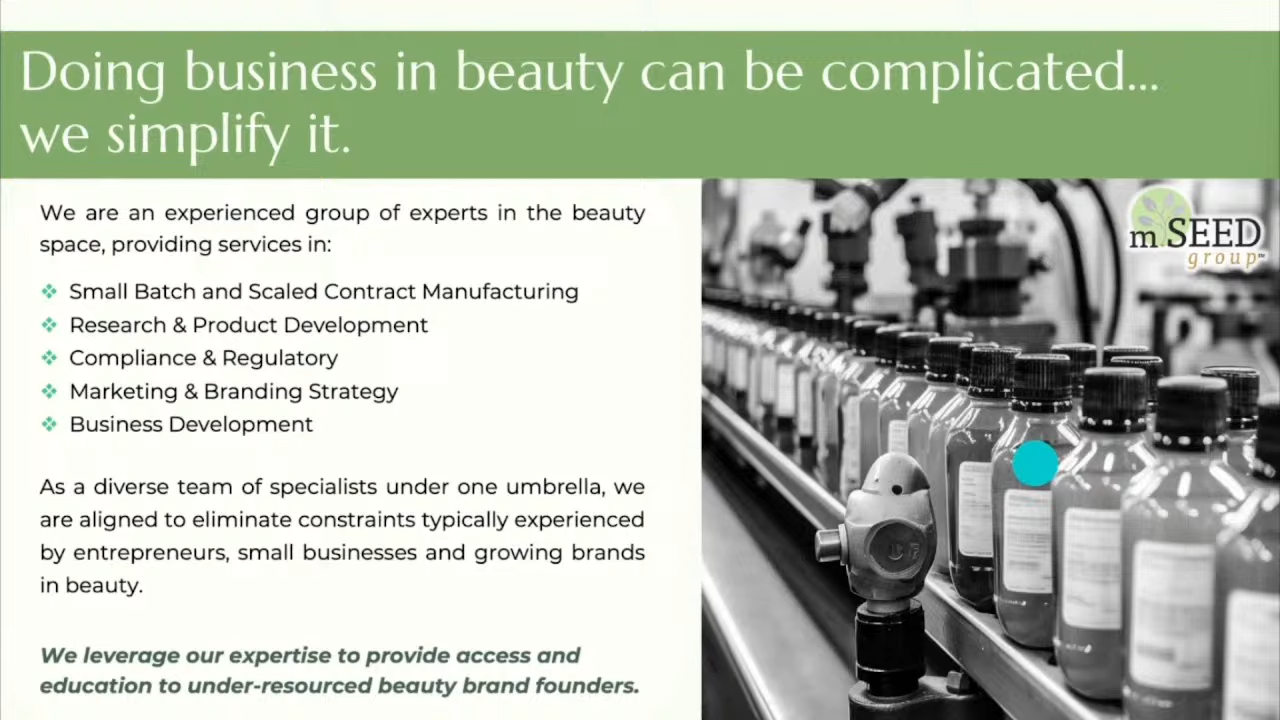 Doing business in beauty can be complicated...
we simplify it.
We are an experienced group of experts in the beauty
space, providing services in:
❖ Small Batch and Scaled Contract Manufacturing
❖ Research & Product Development
❖ Compliance & Regulatory
❖ Marketing & Branding Strategy
❖ Business Development
As a diverse team of specialists under one umbrella, we
are aligned to eliminate constraints typically experienced
by entrepreneurs, small businesses and growing brands
in beauty.
We leverage our expertise to provide access and
education to under-resourced beauty brand founders.
m.SEED
group™